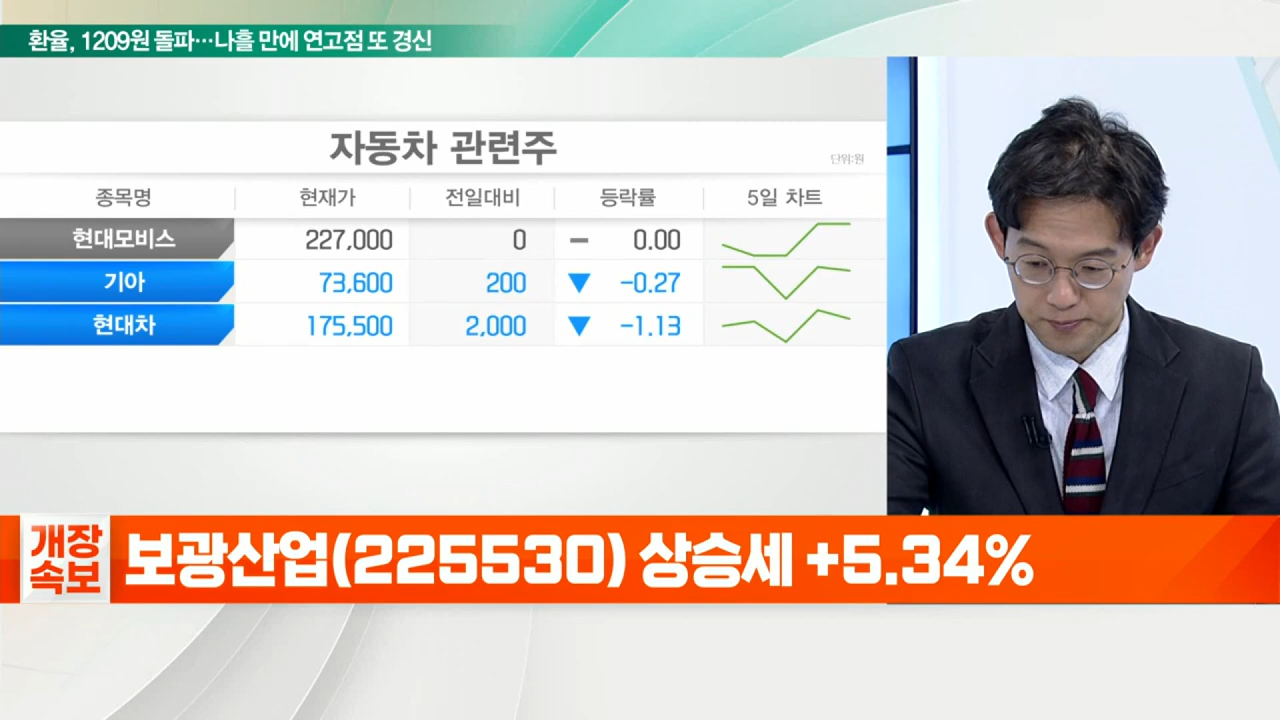 환율, 1209원 돌파…나흘 만에 연고점 또 경신
자동차 관련주
단위:원
종목명 현재가 전일대비 등락률 5일 차트
현대모비스 227,000 0 – 0.00
기아 73,600 200 ▼ -0.27
현대차 175,500 2,000 ▼ -1.13
개장
속보
보광산업(225530) 상승세 +5.34%